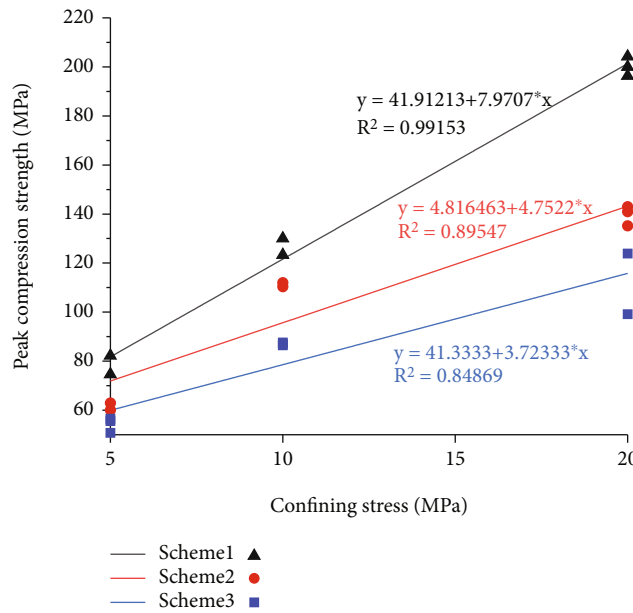 220
200
180
160
140
120
100
80
60
Peak compression strength (MPa)
y = 41.91213+7.9707*x
R² = 0.99153
y = 4.816463+4.7522*x
R² = 0.89547
y = 41.3333+3.72333*x
R² = 0.84869
5 10 15 20
Confining stress (MPa)
Scheme1
Scheme2
Scheme3